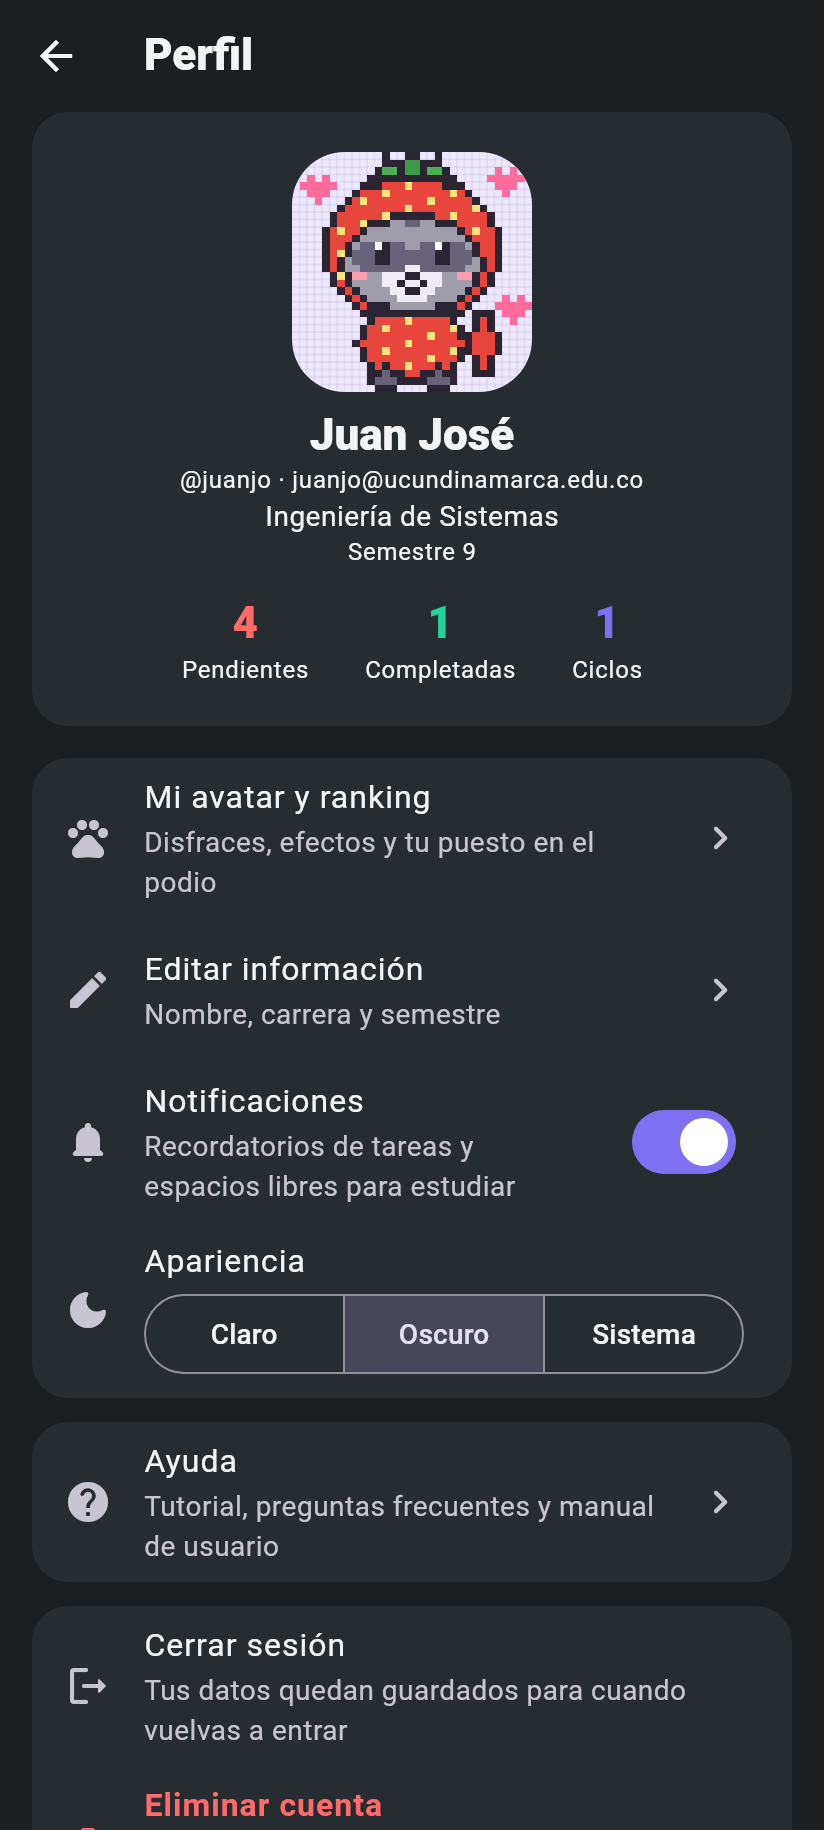 Perfil
Juan José
@juanjo · juanjo@ucundinamarca.edu.co
Ingeniería de Sistemas
Semestre 9
4 1 1
Pendientes Completadas Ciclos
Mi avatar y ranking
Disfraces, efectos y tu puesto en el
podio
Editar información
Nombre, carrera y semestre
Notificaciones
Recordatorios de tareas y
espacios libres para estudiar
Apariencia
Claro Oscuro Sistema
Ayuda
Tutorial, preguntas frecuentes y manual
de usuario
Cerrar sesión
Tus datos quedan guardados para cuando
vuelvas a entrar
Eliminar cuenta